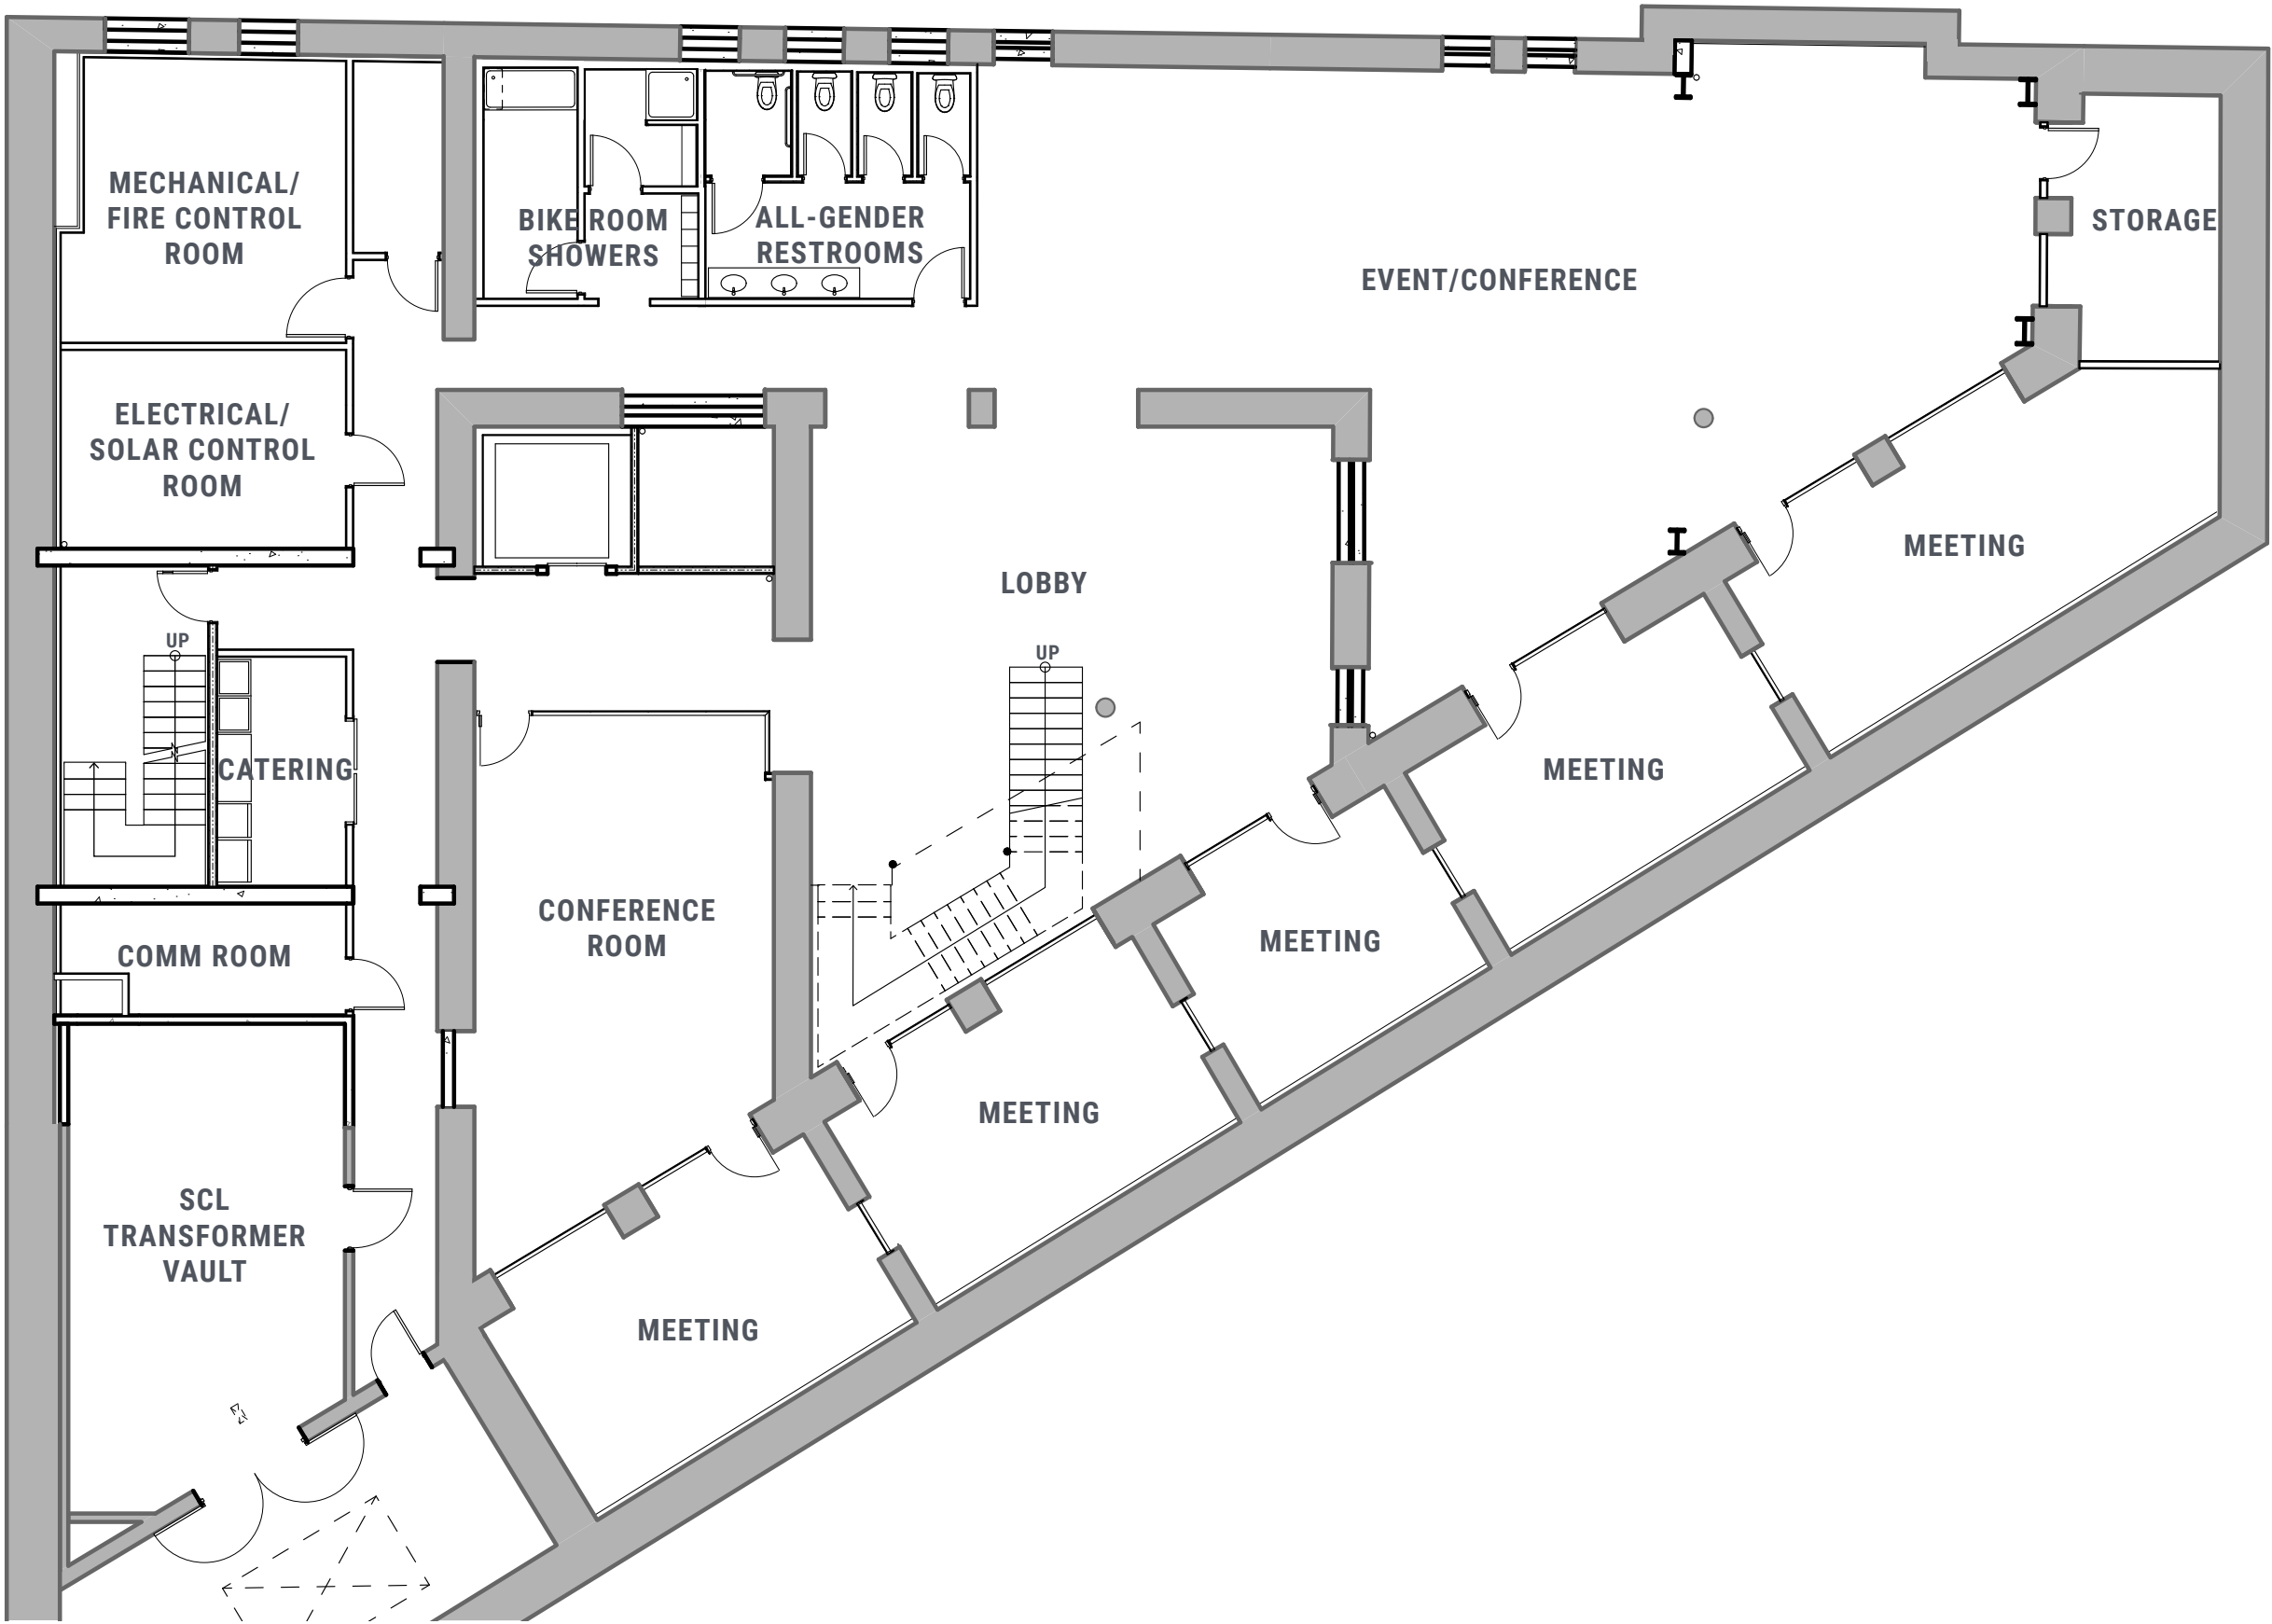 MECHANICAL/
FIRE CONTROL
ROOM
BIKE ROOM
SHOWERS
ALL-GENDER
RESTROOMS
EVENT/CONFERENCE
STORAGE
ELECTRICAL/
SOLAR CONTROL
ROOM
MEETING
LOBBY
UP
UP
CATERING
MEETING
CONFERENCE
ROOM
MEETING
COMM ROOM
MEETING
SCL
TRANSFORMER
VAULT
MEETING